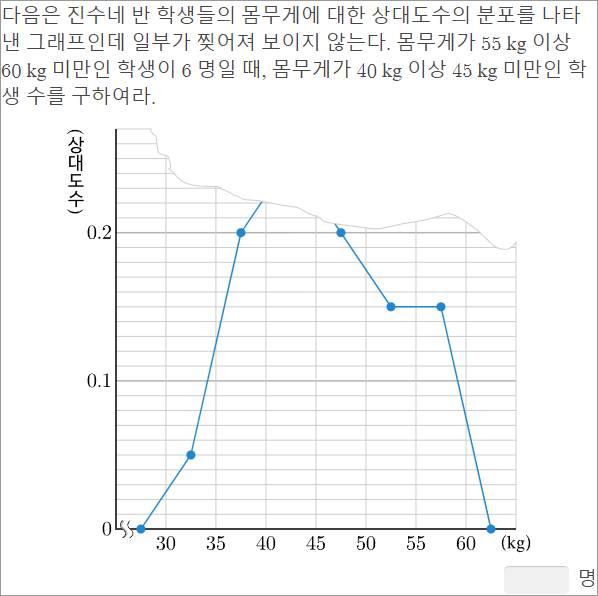 다음은 진수네 반 학생들의 몸무게에 대한 상대도수의 분포를 나타
낸 그래프인데 일부가 찢어져 보이지 않는다. 몸무게가 55 kg 이상
60 kg 미만인 학생이 6 명일 때, 몸무게가 40 kg 이상 45 kg 미만인 학
생 수를 구하여라.
(상대도수)
0.2
0.1
0
30 35 40 45 50 55 60 (kg)
명